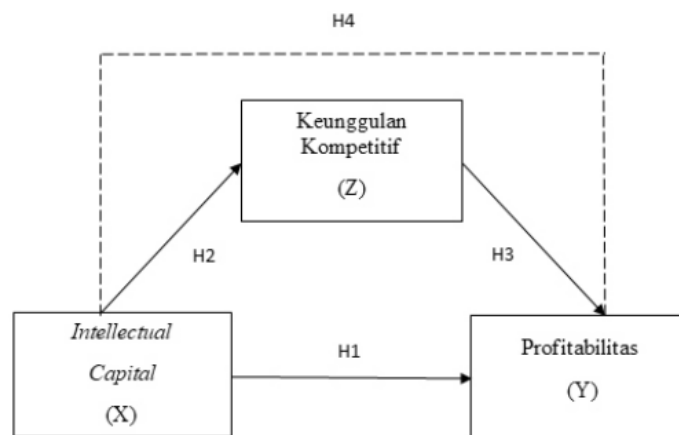 H4
Keunggulan
Kompetitif
(Z)
H2
H3
Intellectual
Capital
(X)
H1
Profitabilitas
(Y)